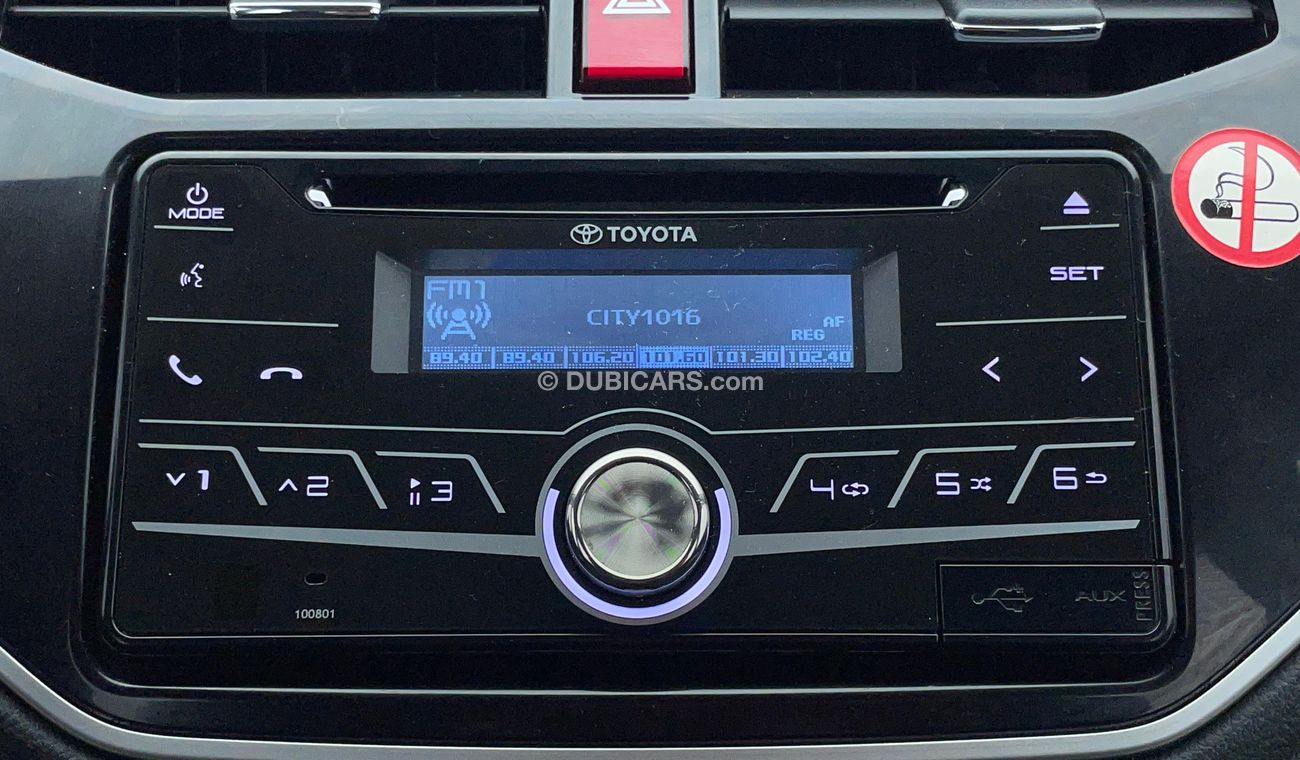 MODE
TOYOTA
SET
FM1
CITY1016
AF
REG
89.40 89.40 106.20 101.60 101.30 102.40
© DUBICARS.com
1 2 3 4 5 6
100801
AUX
PRESS